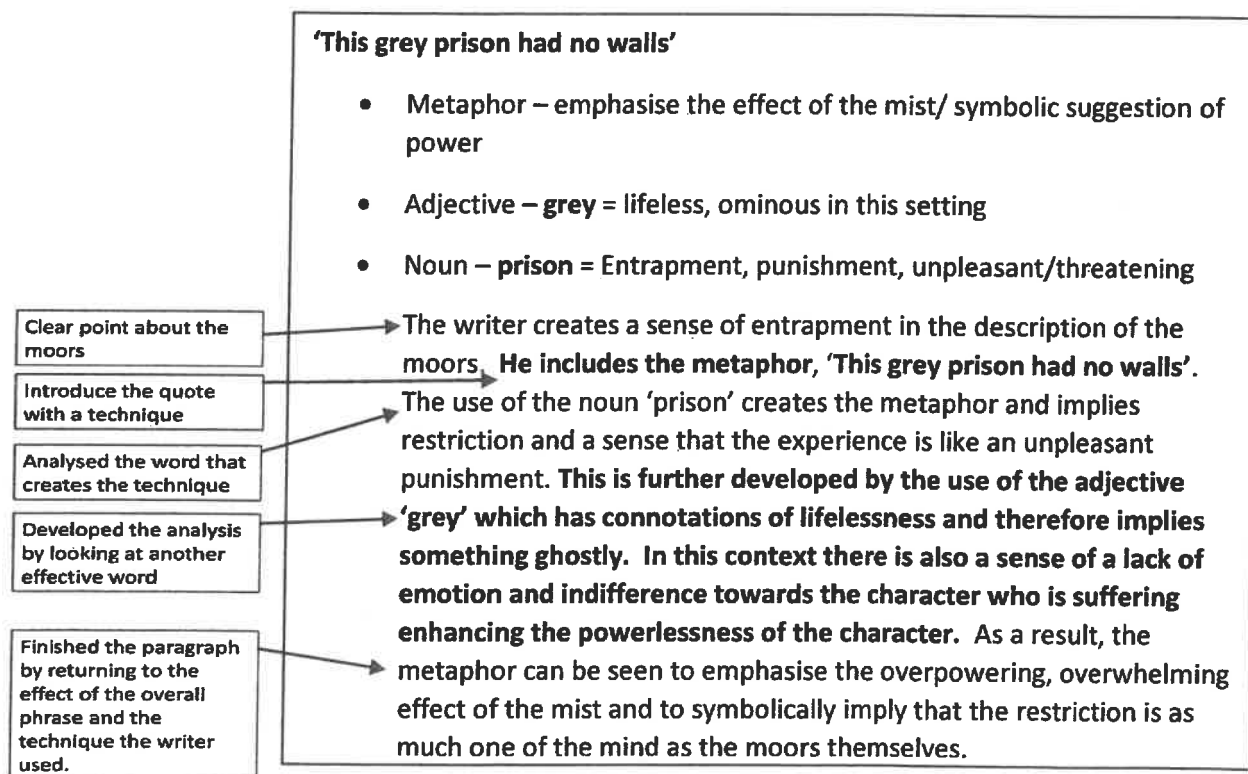 ‘This grey prison had no walls’
• Metaphor – emphasise the effect of the mist/ symbolic suggestion of
power
• Adjective – grey = lifeless, ominous in this setting
• Noun – prison = Entrapment, punishment, unpleasant/threatening
Clear point about the
moors
Introduce the quote
with a technique
Analysed the word that
creates the technique
Developed the analysis
by looking at another
effective word
Finished the paragraph
by returning to the
effect of the overall
phrase and the
technique the writer
used.
The writer creates a sense of entrapment in the description of the
moors. He includes the metaphor, ‘This grey prison had no walls’.
The use of the noun ‘prison’ creates the metaphor and implies
restriction and a sense that the experience is like an unpleasant
punishment. This is further developed by the use of the adjective
‘grey’ which has connotations of lifelessness and therefore implies
something ghostly. In this context there is also a sense of a lack of
emotion and indifference towards the character who is suffering
enhancing the powerlessness of the character. As a result, the
metaphor can be seen to emphasise the overpowering, overwhelming
effect of the mist and to symbolically imply that the restriction is as
much one of the mind as the moors themselves.